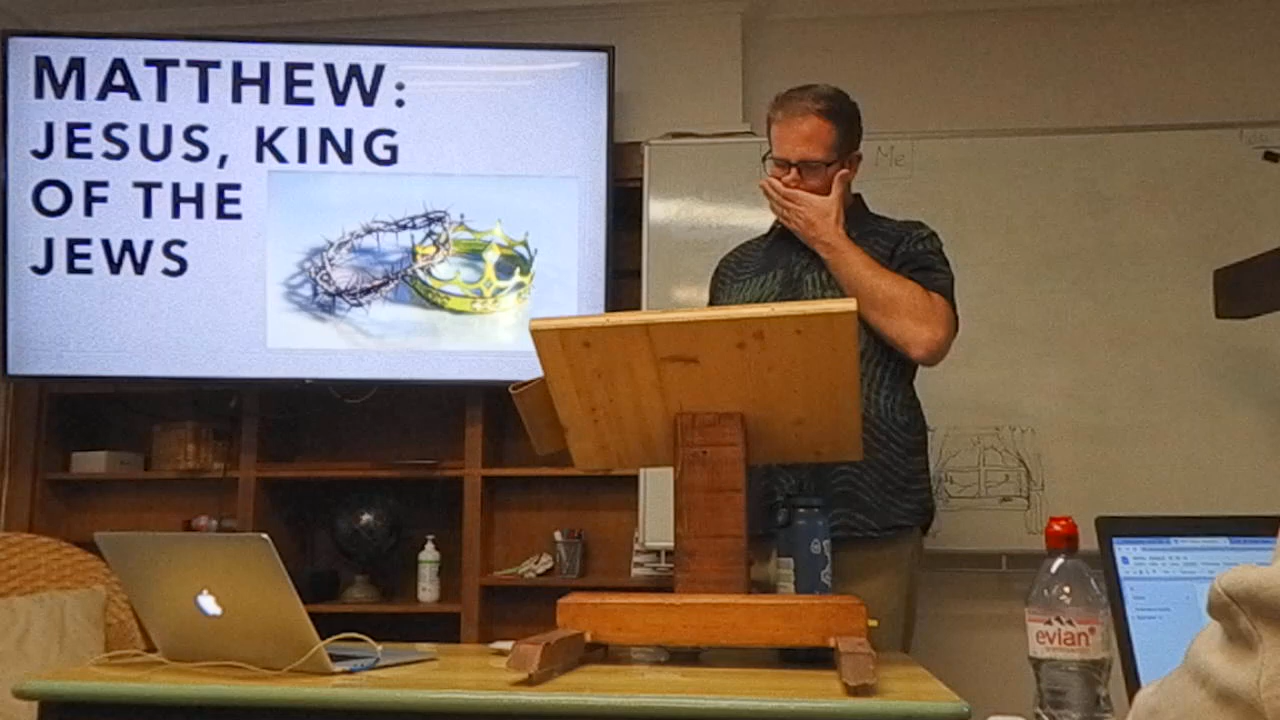 MATTHEW:
JESUS, KING
OF THE
JEWS
Me
evian